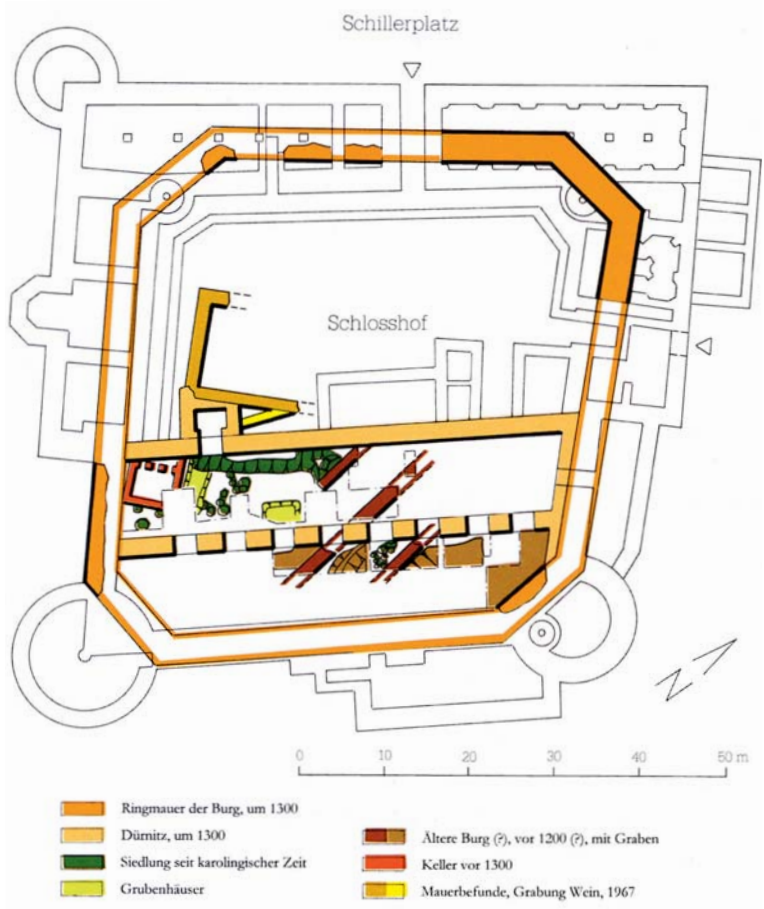 Schillerplatz
Schlosshof
N
0 10 20 30 40 50 m
Ringmauer der Burg, um 1300
Dürnitz, um 1300
Siedlung seit karolingischer Zeit
Grubenhäuser
Ältere Burg (?), vor 1200 (?), mit Graben
Keller vor 1300
Mauerbefunde, Grabung Wein, 1967